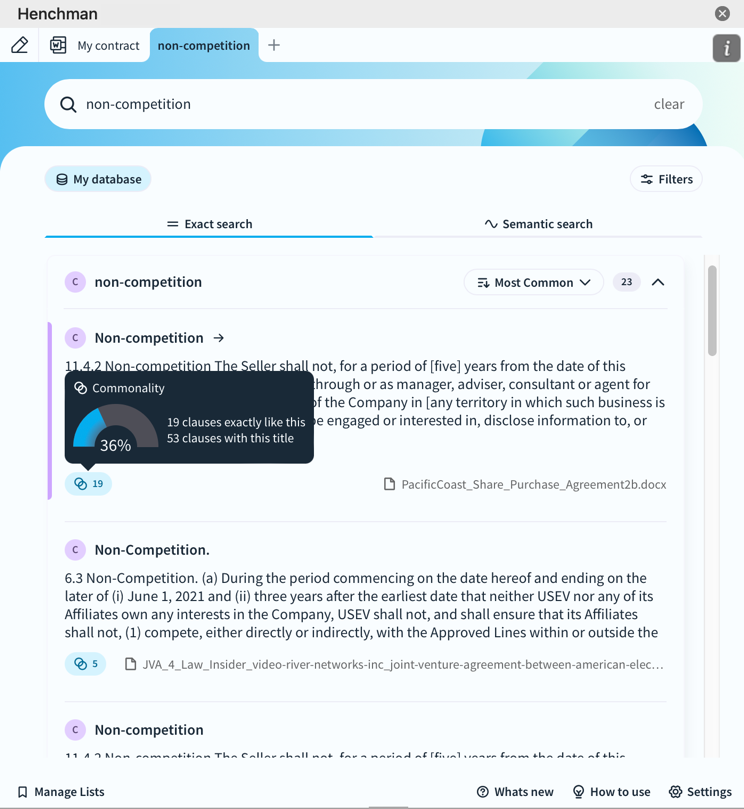 Henchman
My contract
non-competition
non-competition
clear
My database
Filters
Exact search
Semantic search
C non-competition
Most Common
23
C Non-competition →
11.4.2 Non-competition The Seller shall not, for a period of [five] years from the date of this
through or as manager, adviser, consultant or agent for
of the Company in [any territory in which such business is
be engaged or interested in, disclose information to, or
Commonality
36%
19 clauses exactly like this
53 clauses with this title
19
PacificCoast_Share_Purchase_Agreement2b.docx
C Non-Competition.
6.3 Non-Competition. (a) During the period commencing on the date hereof and ending on the
later of (i) June 1, 2021 and (ii) three years after the earliest date that neither USEV nor any of its
Affiliates own any interests in the Company, USEV shall not, and shall ensure that its Affiliates
shall not, (1) compete, either directly or indirectly, with the Approved Lines within or outside the
5
JVA_4_Law_Insider_video-river-networks-inc_joint-venture-agreement-between-american-elec...
C Non-competition
11.4.2 Non-competition The Seller shall not, for a period of [five] years from the date of this
Manage Lists
Whats new
How to use
Settings